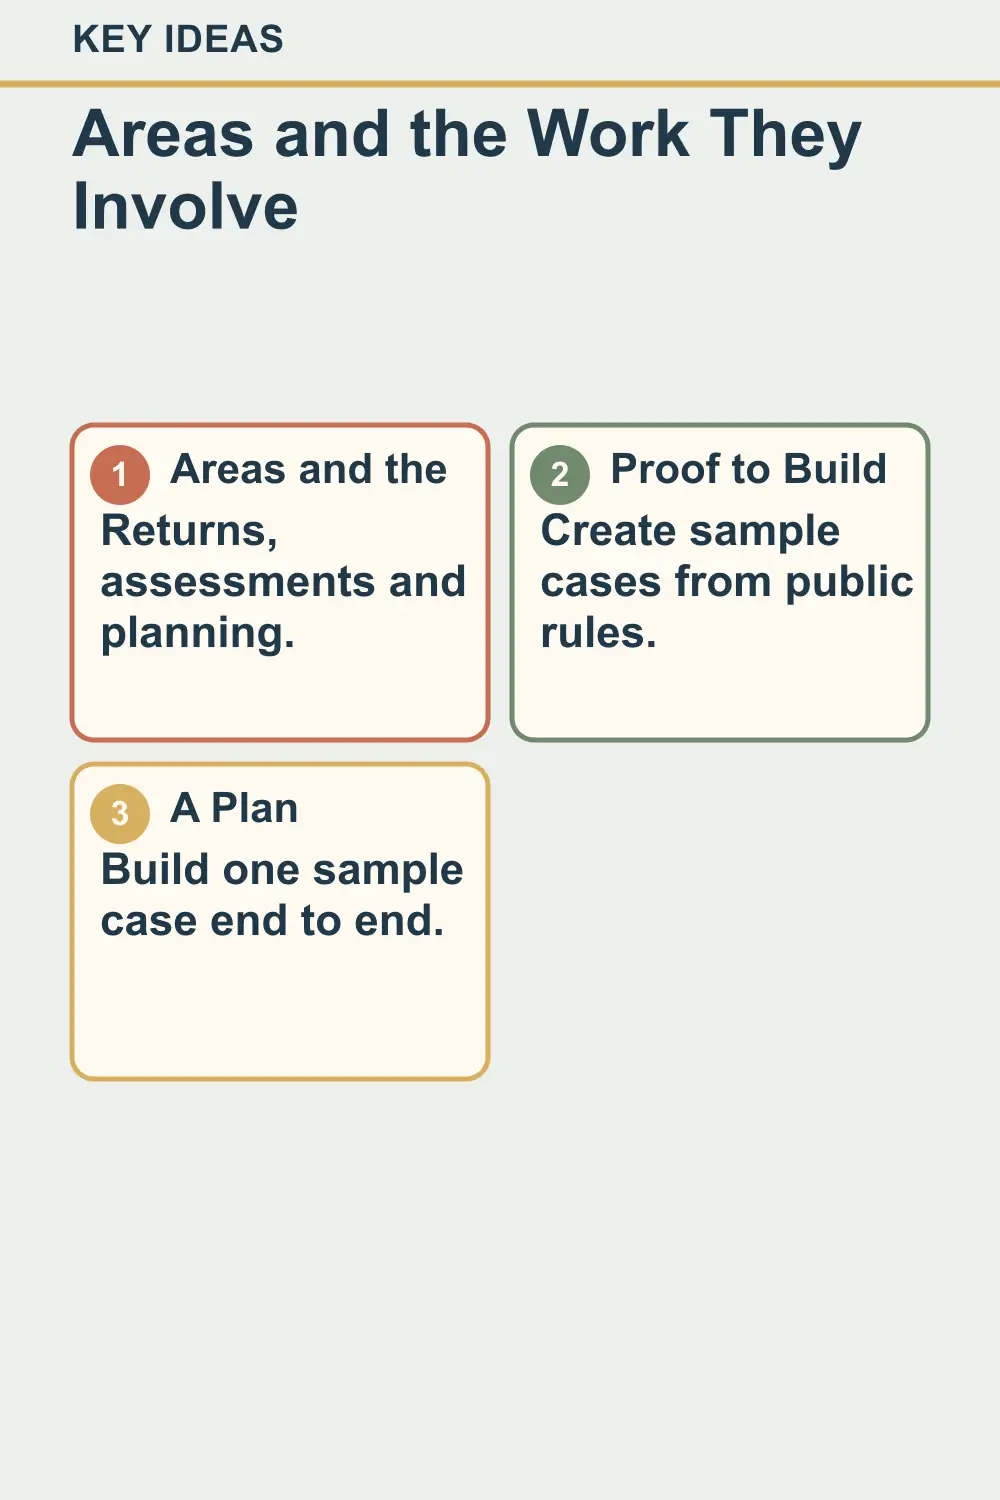 KEY IDEAS
Areas and the Work They
Involve
1 Areas and the
Returns,
assessments and
planning.
2 Proof to Build
Create sample
cases from public
rules.
3 A Plan
Build one sample
case end to end.